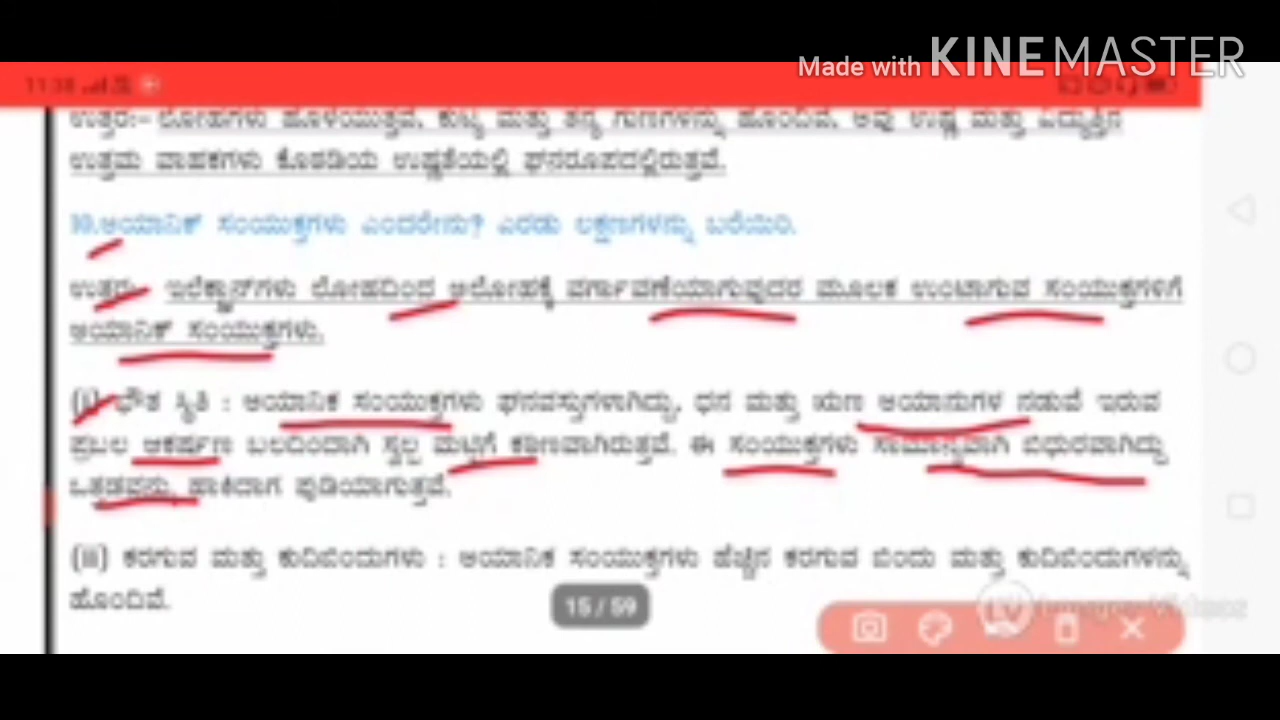 Made with KINEMASTER
11:38
ಉತ್ತರ:- ಲೋಹಗಳು ಹೊಳೆಯುತ್ತವೆ, ಕುಟ್ಯ ಮತ್ತು ತನ್ಯ ಗುಣಗಳನ್ನು ಹೊಂದಿವೆ. ಅವು ಉಷ್ಣ ಮತ್ತು ವಿದ್ಯುತ್ತಿನ
ಉತ್ತಮ ವಾಹಕಗಳು ಕೊಠಡಿಯ ಉಷ್ಣತೆಯಲ್ಲಿ ಘನರೂಪದಲ್ಲಿರುತ್ತವೆ.
10.ಅಯಾನಿಕ್ ಸಂಯುಕ್ತಗಳು ಎಂದರೇನು? ಎರಡು ಲಕ್ಷಣಗಳನ್ನು ಬರೆಯಿರಿ.
ಉತ್ತರ:- ಇಲೆಕ್ಟ್ರಾನ್‌ಗಳು ಲೋಹದಿಂದ ಅಲೋಹಕ್ಕೆ ವರ್ಗಾವಣೆಯಾಗುವುದರ ಮೂಲಕ ಉಂಟಾಗುವ ಸಂಯುಕ್ತಗಳಿಗೆ
ಅಯಾನಿಕ್ ಸಂಯುಕ್ತಗಳು.
(i) ಭೌತ ಸ್ಥಿತಿ : ಅಯಾನಿಕ ಸಂಯುಕ್ತಗಳು ಘನವಸ್ತುಗಳಾಗಿದ್ದು, ಧನ ಮತ್ತು ಋಣ ಅಯಾನುಗಳ ನಡುವೆ ಇರುವ
ಪ್ರಬಲ ಆಕರ್ಷಣ ಬಲದಿಂದಾಗಿ ಸ್ವಲ್ಪ ಮಟ್ಟಿಗೆ ಕಠಿಣವಾಗಿರುತ್ತವೆ. ಈ ಸಂಯುಕ್ತಗಳು ಸಾಮಾನ್ಯವಾಗಿ ಬಿಧುರವಾಗಿದ್ದು
ಒತ್ತಡವನ್ನು ಹಾಕಿದಾಗ ಪುಡಿಯಾಗುತ್ತವೆ.
(ii) ಕರಗುವ ಮತ್ತು ಕುದಿಬಿಂದುಗಳು : ಅಯಾನಿಕ ಸಂಯುಕ್ತಗಳು ಹೆಚ್ಚಿನ ಕರಗುವ ಬಿಂದು ಮತ್ತು ಕುದಿಬಿಂದುಗಳನ್ನು
ಹೊಂದಿವೆ.
15 / 59